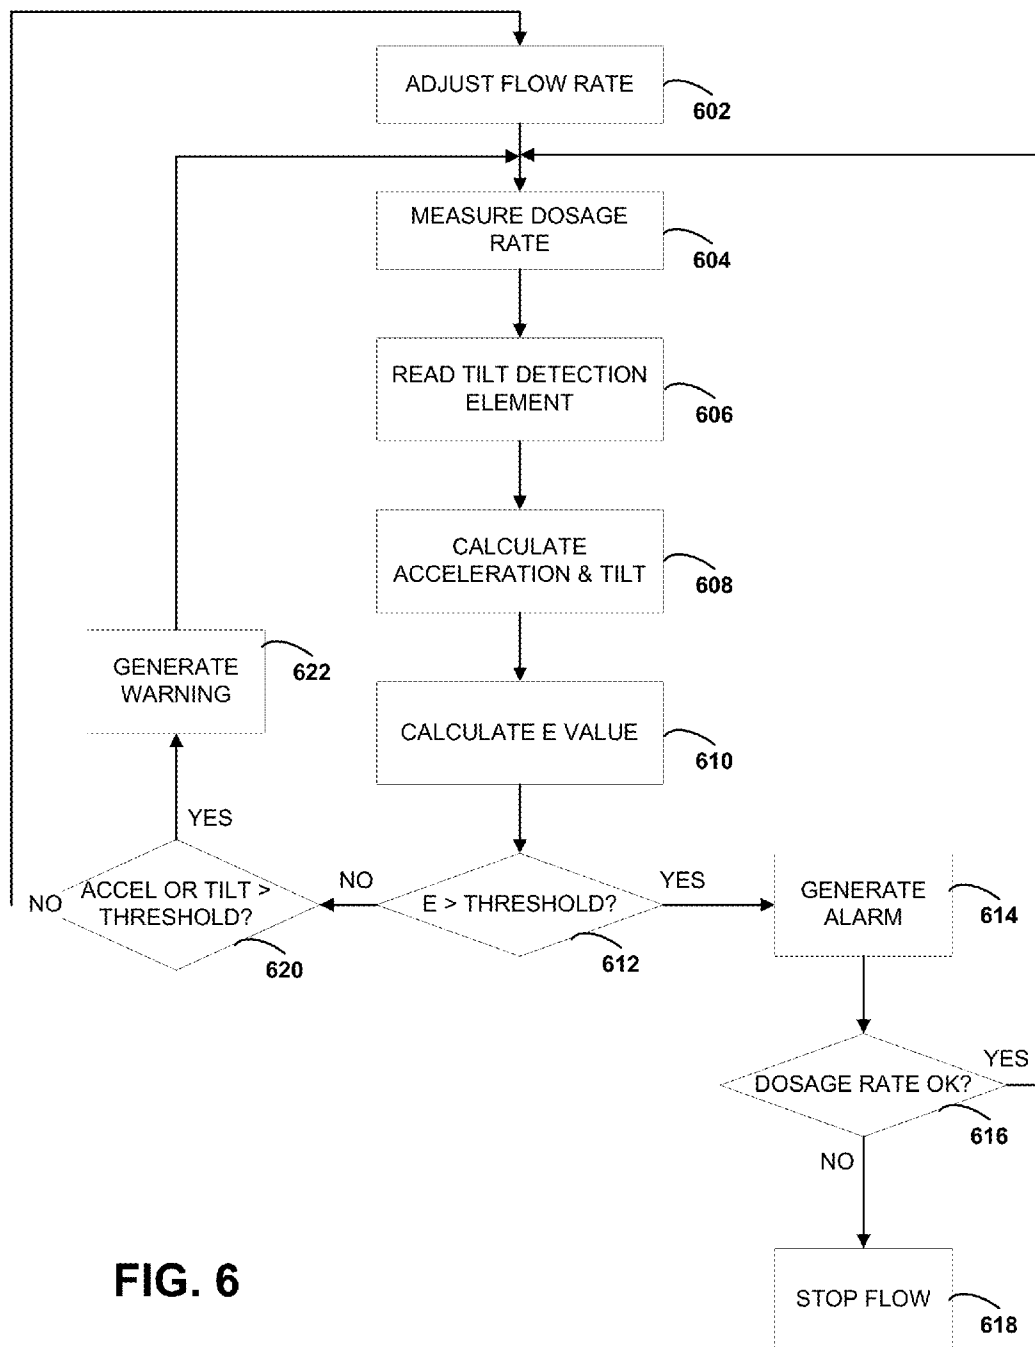 ADJUST FLOW RATE
602
MEASURE DOSAGE
RATE
604
READ TILT DETECTION
ELEMENT
606
CALCULATE
ACCELERATION & TILT
608
GENERATE
WARNING
622
CALCULATE E VALUE
610
YES
NO
ACCEL OR TILT >
THRESHOLD?
620
NO
E > THRESHOLD?
612
YES
GENERATE
ALARM
614
DOSAGE RATE OK?
YES
616
NO
STOP FLOW
618
FIG. 6